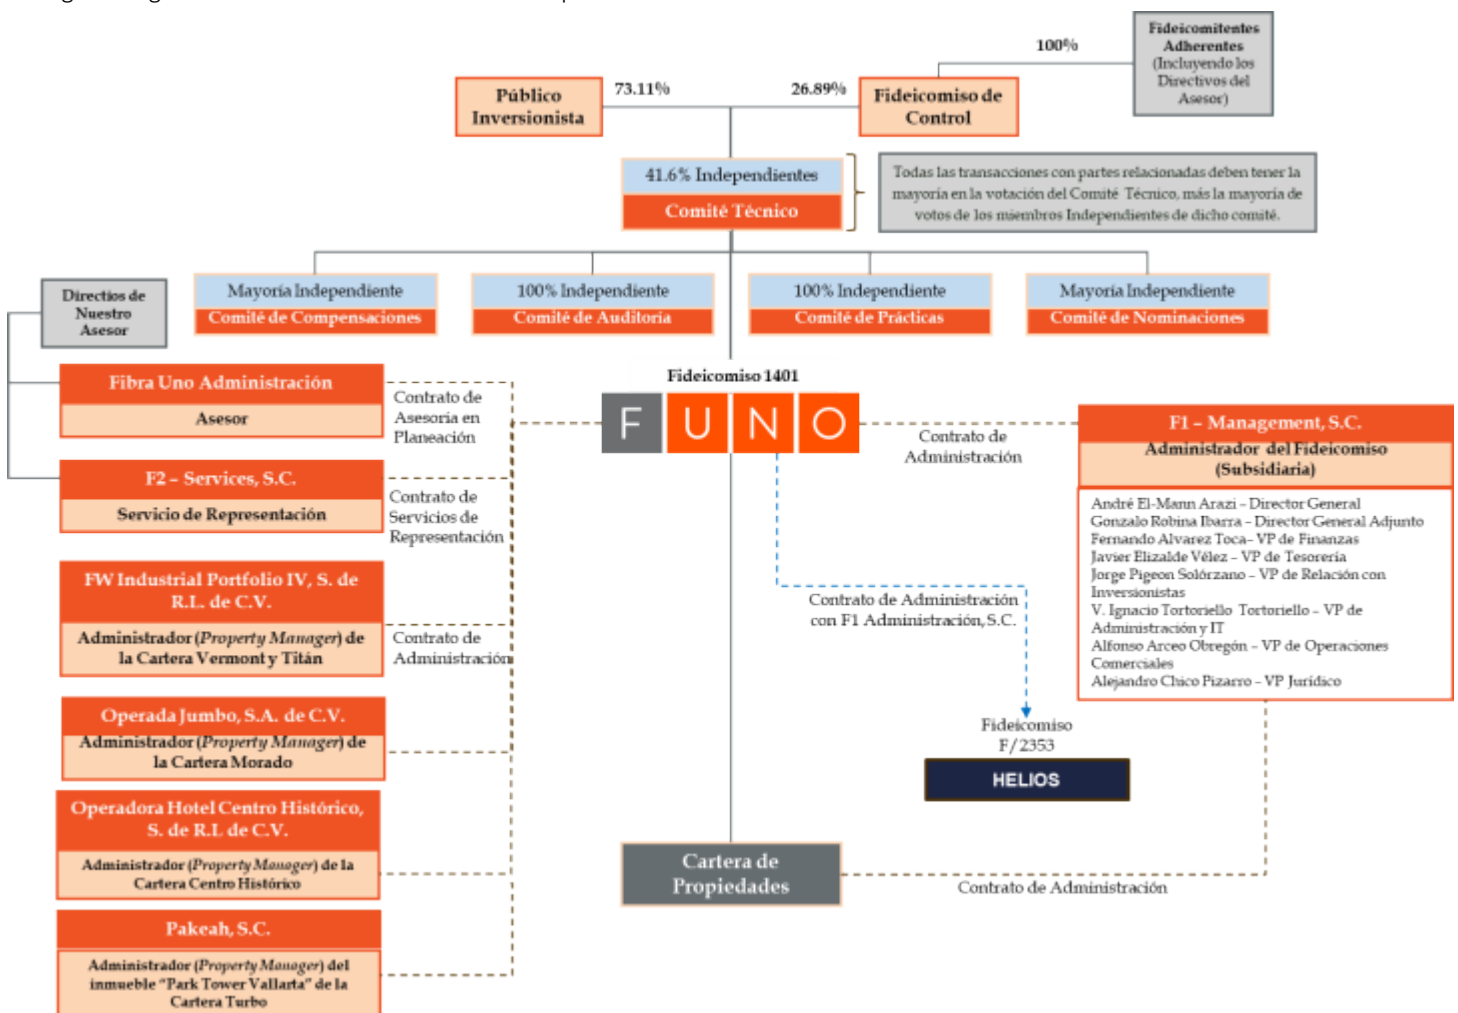 Fideicomitentes
Adherentes
(Incluyendo los
Directivos del
Asesor)
100%
Público
Inversionista
73.11%
26.89%
Fideicomiso de
Control
41.6% Independientes
Comité Técnico
Todas las transacciones con partes relacionadas deben tener la
mayoría en la votación del Comité Técnico, más la mayoría de
votos de los miembros Independientes de dicho comité.
Mayoría Independiente
Comité de Compensaciones
100% Independiente
Comité de Auditoría
100% Independiente
Comité de Prácticas
Mayoría Independiente
Comité de Nominaciones
Directios de
Nuestro
Asesor
Fibra Uno Administración
Asesor
Contrato de
Asesoría en
Planeación
F2 – Services, S.C.
Servicio de Representación
Contrato de
Servicios de
Representación
FW Industrial Portfolio IV, S. de
R.L. de C.V.
Administrador (Property Manager) de
la Cartera Vermont y Titán
Contrato de
Administración
Operada Jumbo, S.A. de C.V.
Administrador (Property Manager) de
la Cartera Morado
Operadora Hotel Centro Histórico,
S. de R.L de C.V.
Administrador (Property Manager) de la
Cartera Centro Histórico
Pakeah, S.C.
Administrador (Property Manager) del
inmueble “Park Tower Vallarta” de la
Cartera Turbo
Fideicomiso 1401
FUNO
Contrato de
Administración
F1 – Management, S.C.
Administrador del Fideicomiso
(Subsidiaria)
André El-Mann Arazi – Director General
Gonzalo Robina Ibarra – Director General Adjunto
Fernando Alvarez Toca– VP de Finanzas
Javier Elizalde Vélez – VP de Tesorería
Jorge Pigeon Solórzano – VP de Relación con
Inversionistas
V. Ignacio Tortoriello Tortoriello – VP de
Administración y IT
Alfonso Arceo Obregón – VP de Operaciones
Comerciales
Alejandro Chico Pizarro – VP Jurídico
Contrato de Administración
con F1 Administración, S.C.
Fideicomiso
F/2353
HELIOS
Cartera de
Propiedades
Contrato de Administración